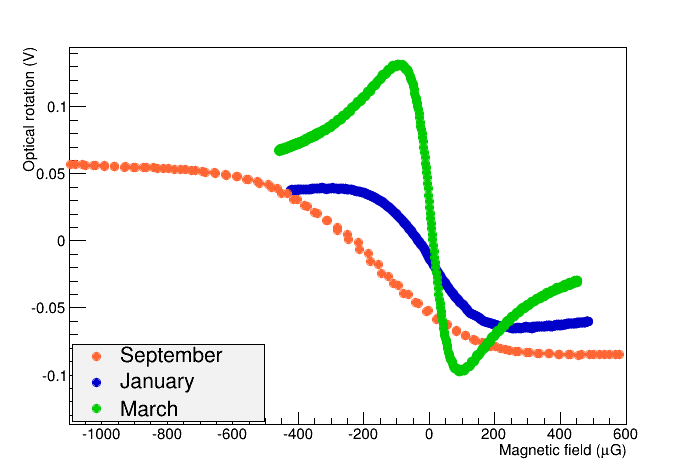 Optical rotation (V)
0.1
0.05
0
-0.05
-0.1
September
January
March
-1000 -800 -600 -400 -200 0 200 400 600
Magnetic field (μG)